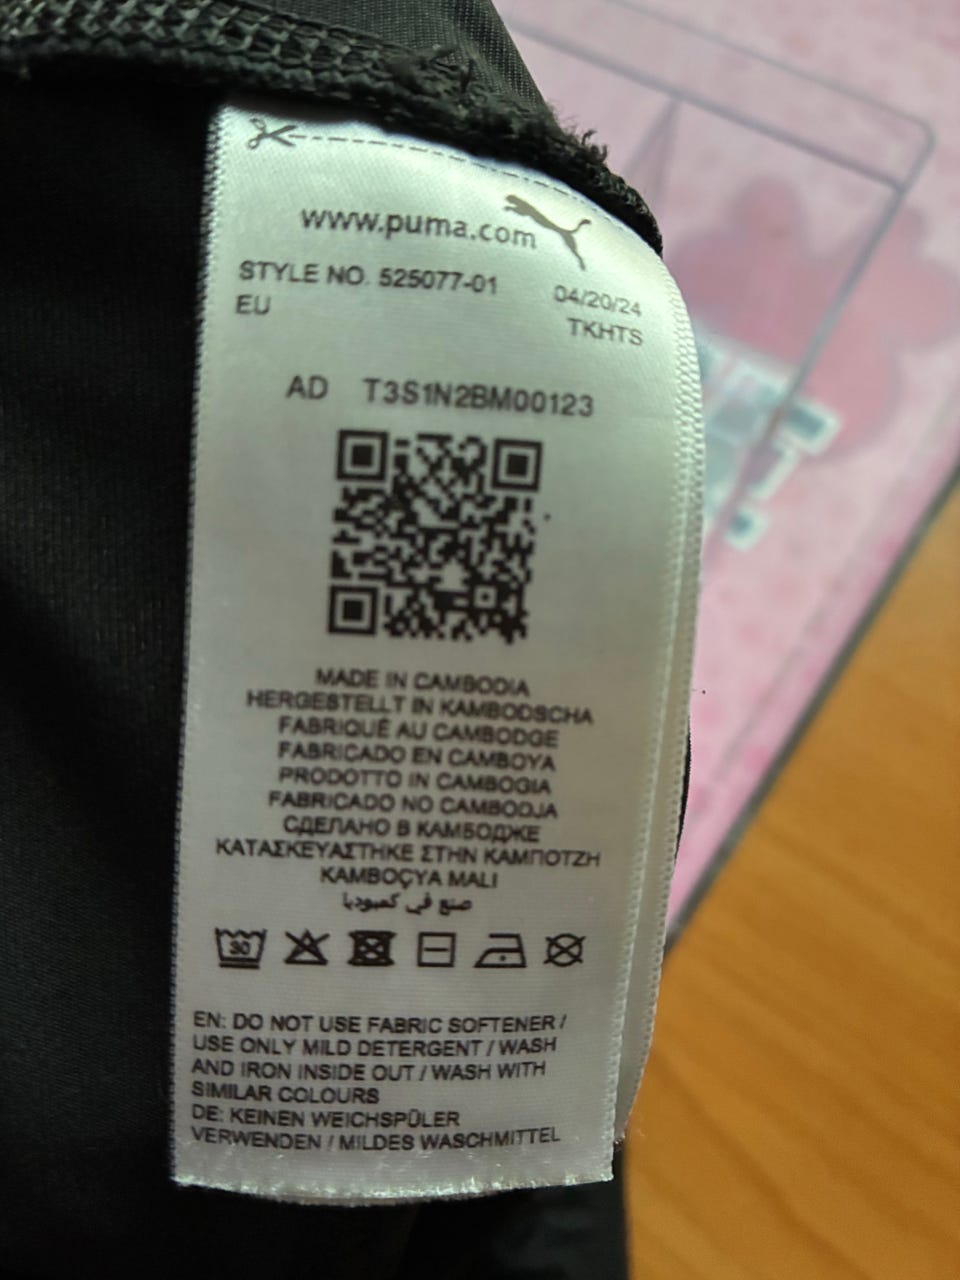 www.puma.com
STYLE NO. 525077-01 04/20/24
EU TKHTS
AD T3S1N2BM00123
MADE IN CAMBODIA
HERGESTELLT IN KAMBODSCHA
FABRIQUÉ AU CAMBODGE
FABRICADO EN CAMBOYA
PRODOTTO IN CAMBOGIA
FABRICADO NO CAMBODJA
СДЕЛАНО В КАМБОДЖЕ
ΚΑΤΑΣΚΕΥΑΣΤΗΚΕ ΣΤΗΝ ΚΑΜΠΟΤΖΗ
KAMBOÇYA MALI
صنع في كمبوديا
30
EN: DO NOT USE FABRIC SOFTENER /
USE ONLY MILD DETERGENT / WASH
AND IRON INSIDE OUT / WASH WITH
SIMILAR COLOURS
DE: KEINEN WEICHSPÜLER
VERWENDEN / MILDES WASCHMITTEL